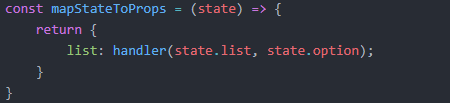 const mapStateToProps = (state) => {
    return {
        list: handler(state.list, state.option);
    }
}